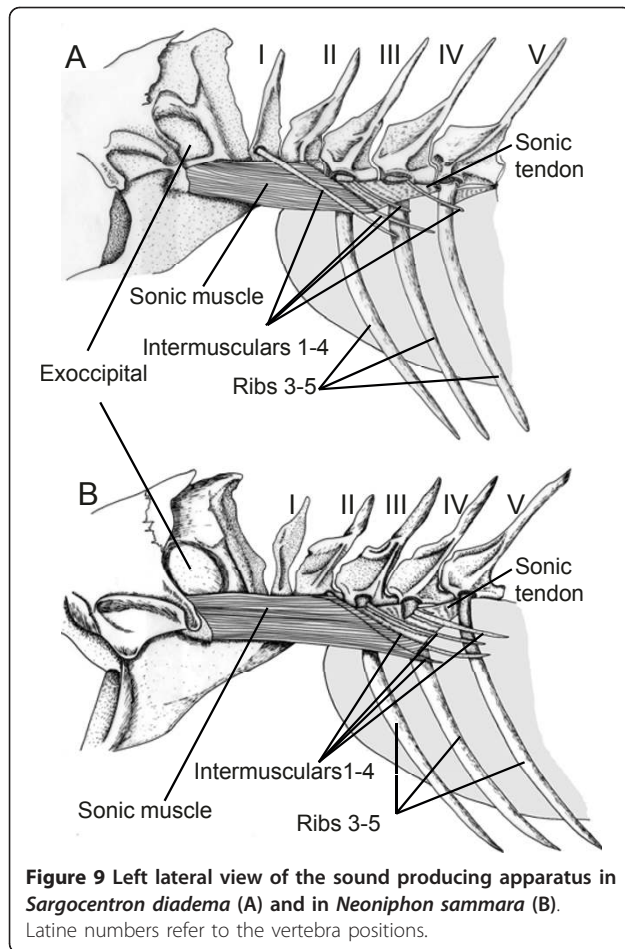 A
I
II
III
IV
V
Sonic
tendon
Sonic muscle
Intermusculars 1-4
Exoccipital
Ribs 3-5
B
I
II
III
IV
V
Sonic
tendon
Intermusculars1-4
Sonic muscle
Ribs 3-5
Figure 9 Left lateral view of the sound producing apparatus in
Sargocentron diadema (A) and in Neoniphon sammara (B).
Latine numbers refer to the vertebra positions.